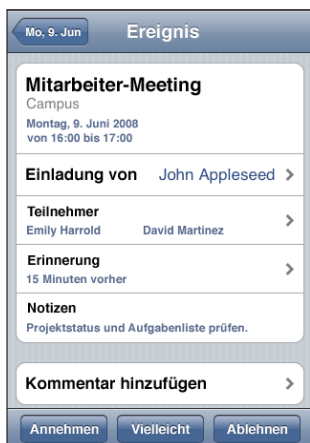 Mo, 9. Jun Ereignis
Mitarbeiter-Meeting
Campus
Montag, 9. Juni 2008
von 16:00 bis 17:00
Einladung von John Appleseed
Teilnehmer
Emily Harrold David Martinez
Erinnerung
15 Minuten vorher
Notizen
Projektstatus und Aufgabenliste prüfen.
Kommentar hinzufügen
Annehmen Vielleicht Ablehnen